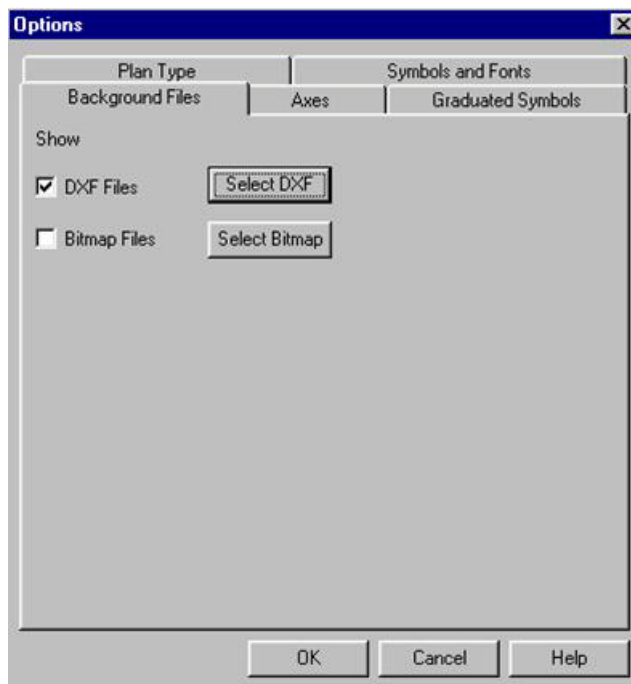 Options
Plan Type Symbols and Fonts
Background Files Axes Graduated Symbols
Show
DXF Files Select DXF
Bitmap Files Select Bitmap
OK Cancel Help